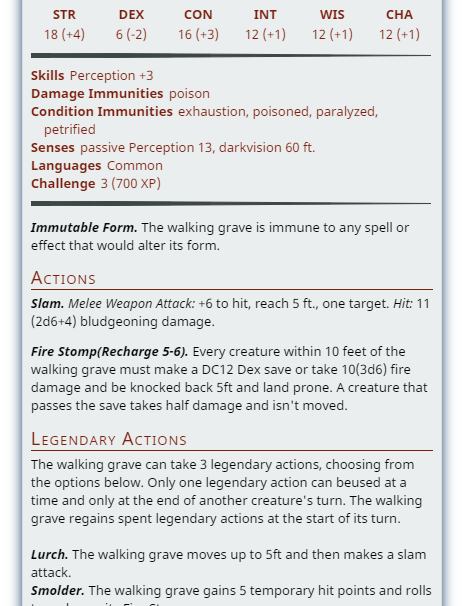 STR DEX CON INT WIS CHA
18 (+4) 6 (-2) 16 (+3) 12 (+1) 12 (+1) 12 (+1)
Skills Perception +3
Damage Immunities poison
Condition Immunities exhaustion, poisoned, paralyzed,
petrified
Senses passive Perception 13, darkvision 60 ft.
Languages Common
Challenge 3 (700 XP)
Immutable Form. The walking grave is immune to any spell or
effect that would alter its form.
Actions
Slam. Melee Weapon Attack: +6 to hit, reach 5 ft., one target. Hit: 11
(2d6+4) bludgeoning damage.
Fire Stomp(Recharge 5-6). Every creature within 10 feet of the
walking grave must make a DC12 Dex save or take 10(3d6) fire
damage and be knocked back 5ft and land prone. A creature that
passes the save takes half damage and isn't moved.
Legendary Actions
The walking grave can take 3 legendary actions, choosing from
the options below. Only one legendary action can beused at a
time and only at the end of another creature's turn. The walking
grave regains spent legendary actions at the start of its turn.
Lurch. The walking grave moves up to 5ft and then makes a slam
attack.
Smolder. The walking grave gains 5 temporary hit points and rolls